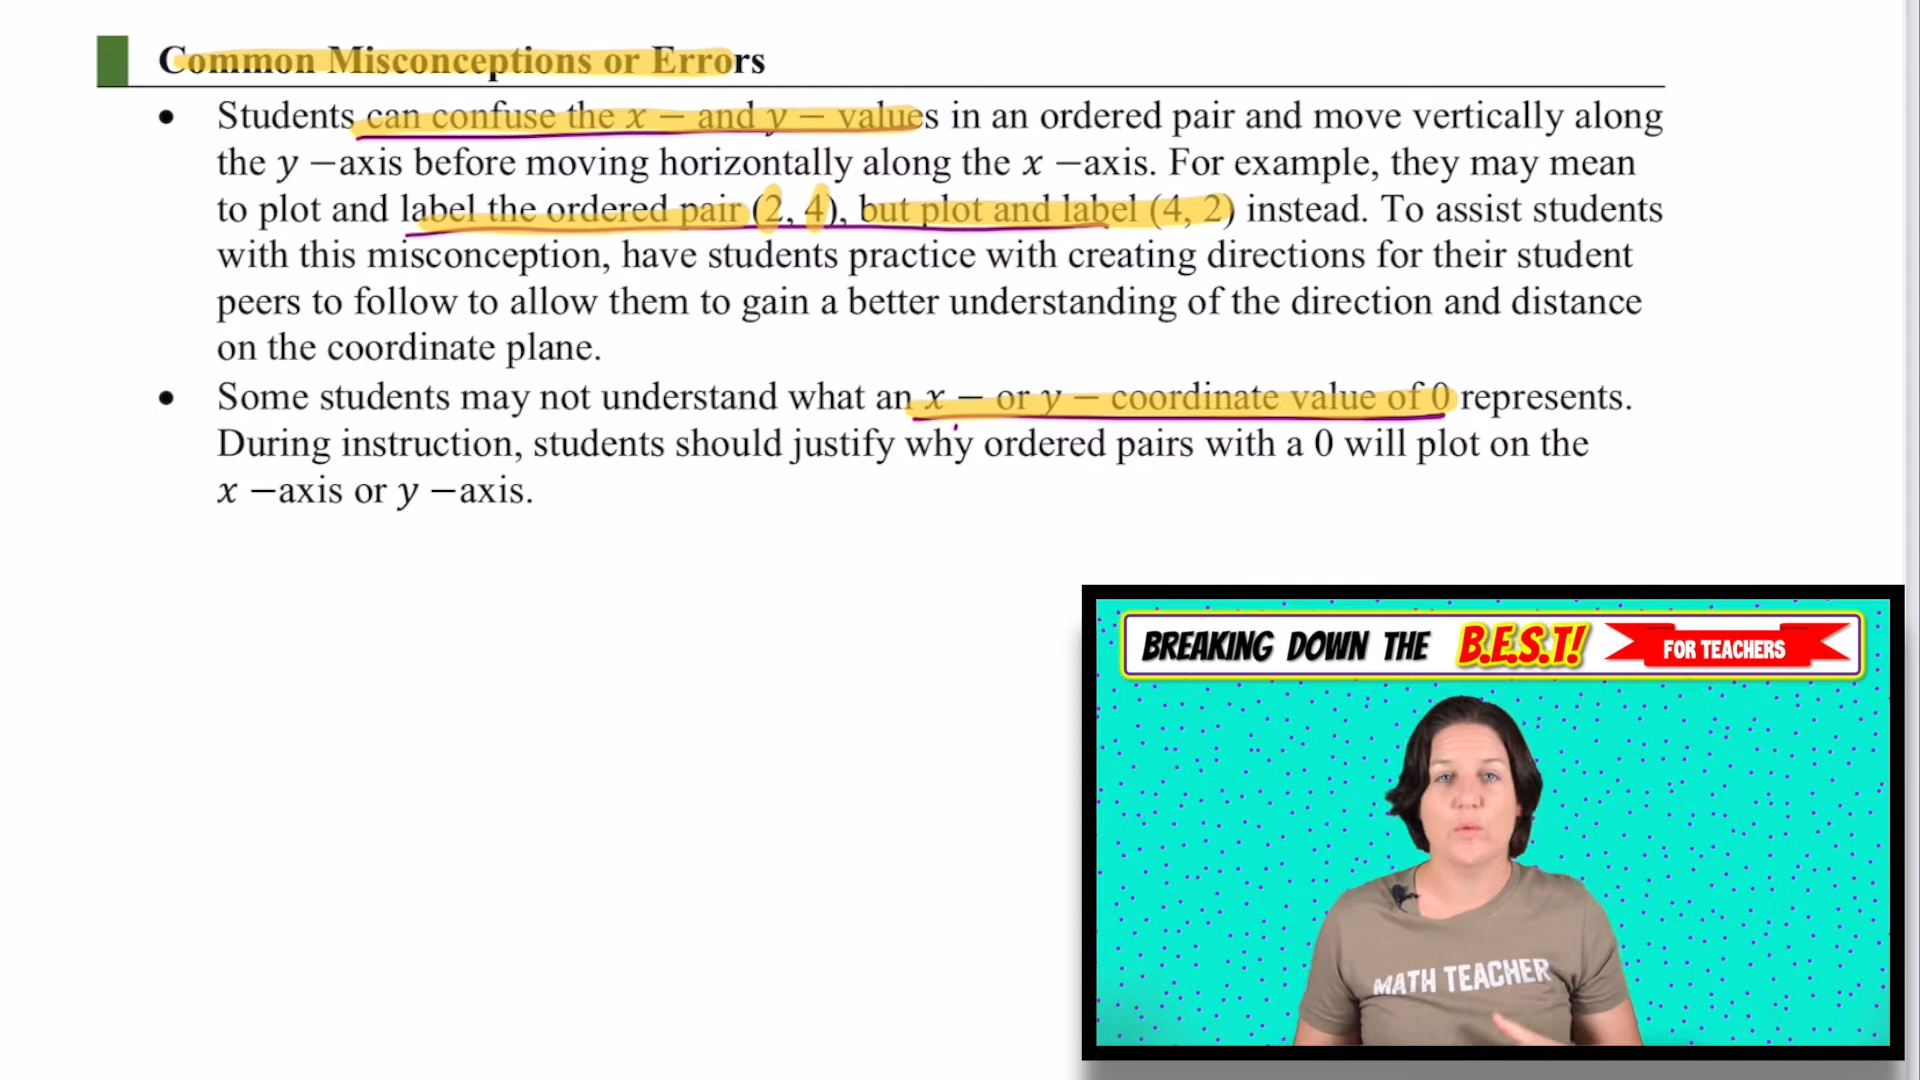 Common Misconceptions or Errors
• Students can confuse the x − and y − values in an ordered pair and move vertically along
the y −axis before moving horizontally along the x −axis. For example, they may mean
to plot and label the ordered pair (2, 4), but plot and label (4, 2) instead. To assist students
with this misconception, have students practice with creating directions for their student
peers to follow to allow them to gain a better understanding of the direction and distance
on the coordinate plane.
• Some students may not understand what an x − or y − coordinate value of 0 represents.
During instruction, students should justify why ordered pairs with a 0 will plot on the
x −axis or y −axis.
BREAKING DOWN THE B.E.S.T! FOR TEACHERS
MATH TEACHER